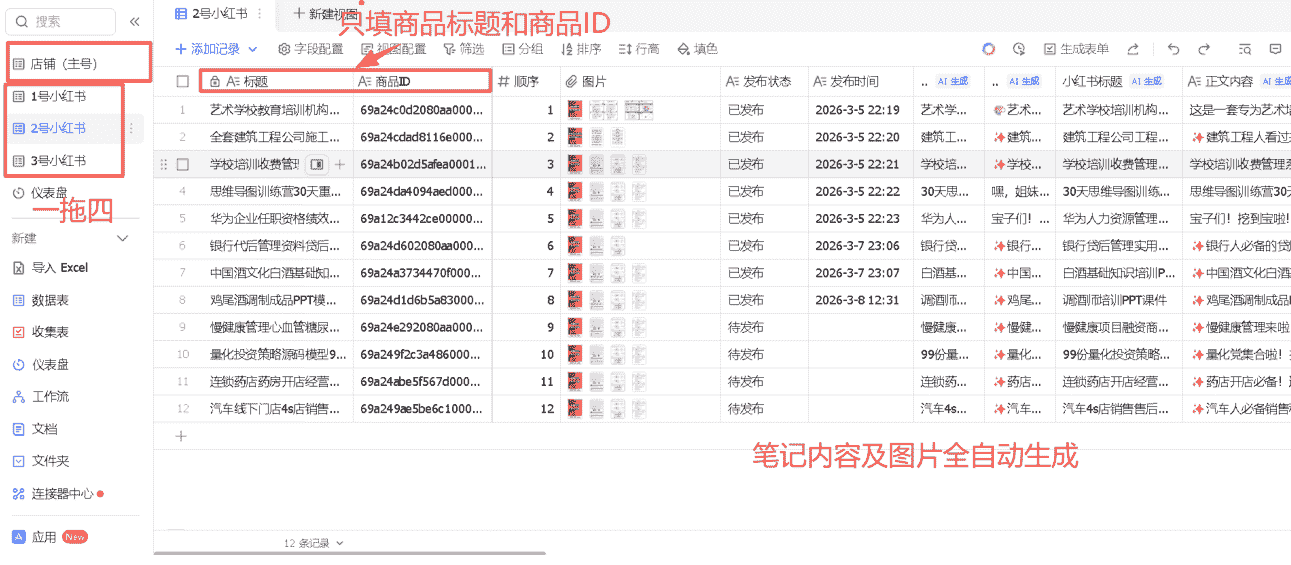 搜索
店铺（主号）
1号小红书
2号小红书
3号小红书
仪表盘
一拖四
新建
导入 Excel
数据表
收集表
仪表盘
工作流
文档
文件夹
连接器中心
应用 New
2号小红书 新建视图
只填商品标题和商品ID
添加记录 字段配置 视图配置 筛选 分组 排序 行高 填色 生成表单
标题 商品ID 顺序 图片 发布状态 发布时间 .. AI 生成 .. AI 生成 小红书标题 AI 生成 正文内容 AI 生成
1 艺术学校教育培训机构... 69a24c0d2080aa000... 1 已发布 2026-3-5 22:19 艺术学... 艺术... 艺术学校培训机构... 这是一套专为艺术培
2 全套建筑工程公司施工... 69a24cdad8116e000... 2 已发布 2026-3-5 22:20 建筑工... 建筑... 建筑工程公司工程... 建筑工程人看过
3 学校培训收费管理 69a24b02d5afea0001... 3 已发布 2026-3-5 22:21 学校培... 学校... 学校培训收费管理... 学校培训收费管理系
4 思维导图训练营30天重... 69a24da4094aed000... 4 已发布 2026-3-5 22:22 30天思... 嘿，姐妹... 30天思维导图训练... 思维导图训练营30天
5 华为企业任职资格绩效... 69a12c3442ce00000... 5 已发布 2026-3-5 22:23 华为人... 宝子们！... 华为人力资源管理... 宝子们！挖到宝啦！
6 银行代后管理资料贷后... 69a24d602080aa000... 6 已发布 2026-3-7 23:06 银行贷... 银行... 银行贷后管理实用... 银行人必备的贷
7 中国酒文化白酒基础知... 69a24a3734470f000... 7 已发布 2026-3-7 23:07 白酒基... 中国... 白酒基础知识培训P... 中国酒文化白酒
8 鸡尾酒调制成品PPT模... 69a24d1d6b5a83000... 8 已发布 2026-3-8 12:31 调酒师... 鸡尾... 调酒师培训PPT课件 鸡尾酒调制成品
9 慢健康管理心血管糖尿... 69a24e292080aa000... 9 待发布 慢健康... 慢健... 慢健康项目融资商... 慢健康管理来啦
10 量化投资策略源码模型9... 69a249f2c3a486000... 10 待发布 99份量... 量化... 99份量化投资策略... 量化党集合啦！
11 连锁药店药房开店经营... 69a24abe5f567d000... 11 待发布 连锁药... 药店... 连锁药店开店经营... 药店开店必备！
12 汽车线下门店4s店销售... 69a249ae5be6c1000... 12 待发布 汽车4s... 汽车... 汽车4s店销售售后... 汽车人必备销售
笔记内容及图片全自动生成
12 条记录